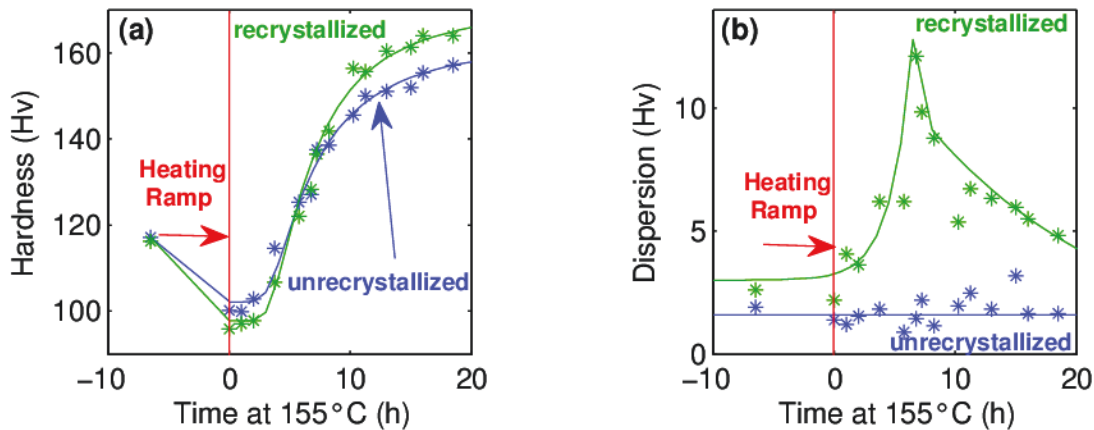 (a)
recrystallized
Hardness (Hv)
160
140
120
100
Heating
Ramp
unrecrystallized
−10
0
10
20
Time at 155°C (h)
(b)
recrystallized
Dispersion (Hv)
10
5
0
Heating
Ramp
unrecrystallized
−10
0
10
20
Time at 155°C (h)